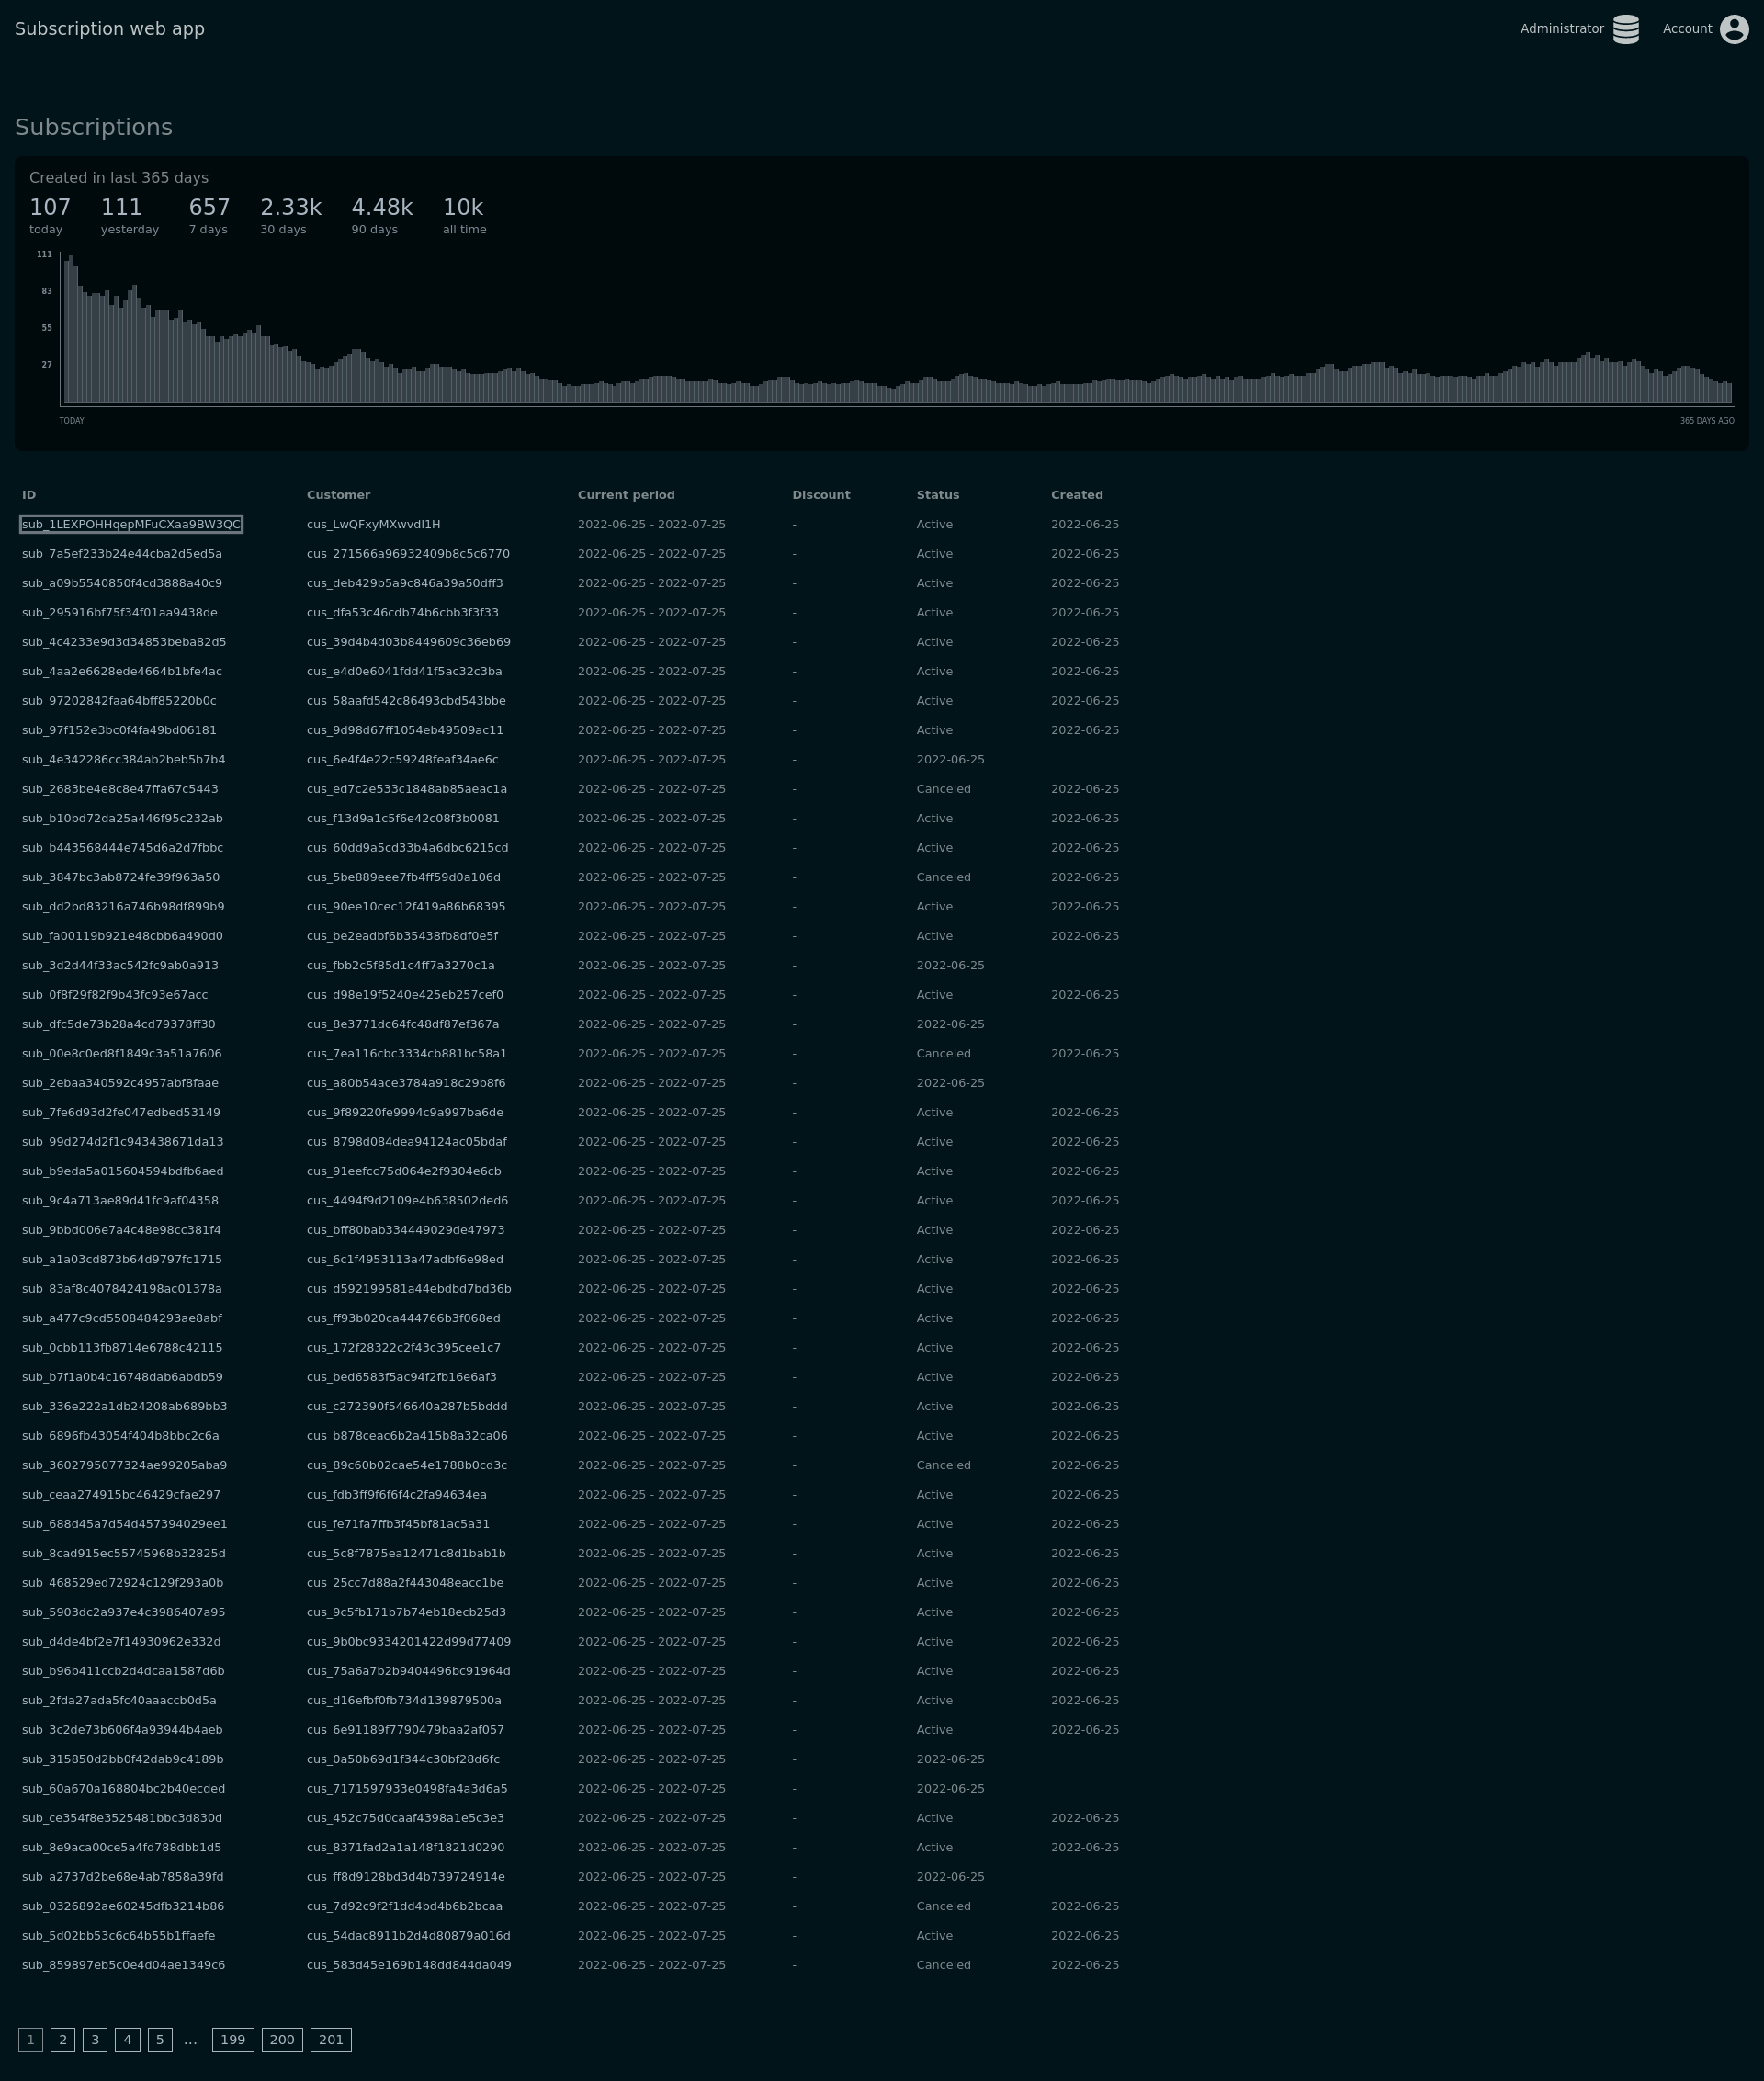 Subscription web app Administrator Account
Subscriptions
Created in last 365 days
107 111 657 2.33k 4.48k 10k
today yesterday 7 days 30 days 90 days all time
111
83
55
27
TODAY 365 DAYS AGO
ID Customer Current period Discount Status Created
sub_1LEXPOHHqepMFuCXaa9BW3QC cus_LwQFxyMXwvdI1H 2022-06-25 - 2022-07-25 - Active 2022-06-25
sub_7a5ef233b24e44cba2d5ed5a cus_271566a96932409b8c5c6770 2022-06-25 - 2022-07-25 - Active 2022-06-25
sub_a09b5540850f4cd3888a40c9 cus_deb429b5a9c846a39a50dff3 2022-06-25 - 2022-07-25 - Active 2022-06-25
sub_295916bf75f34f01aa9438de cus_dfa53c46cdb74b6cbb3f3f33 2022-06-25 - 2022-07-25 - Active 2022-06-25
sub_4c4233e9d3d34853beba82d5 cus_39d4b4d03b8449609c36eb69 2022-06-25 - 2022-07-25 - Active 2022-06-25
sub_4aa2e6628ede4664b1bfe4ac cus_e4d0e6041fdd41f5ac32c3ba 2022-06-25 - 2022-07-25 - Active 2022-06-25
sub_97202842faa64bff85220b0c cus_58aafd542c86493cbd543bbe 2022-06-25 - 2022-07-25 - Active 2022-06-25
sub_97f152e3bc0f4fa49bd06181 cus_9d98d67ff1054eb49509ac11 2022-06-25 - 2022-07-25 - Active 2022-06-25
sub_4e342286cc384ab2beb5b7b4 cus_6e4f4e22c59248feaf34ae6c 2022-06-25 - 2022-07-25 - 2022-06-25
sub_2683be4e8c8e47ffa67c5443 cus_ed7c2e533c1848ab85aeac1a 2022-06-25 - 2022-07-25 - Canceled 2022-06-25
sub_b10bd72da25a446f95c232ab cus_f13d9a1c5f6e42c08f3b0081 2022-06-25 - 2022-07-25 - Active 2022-06-25
sub_b443568444e745d6a2d7fbbc cus_60dd9a5cd33b4a6dbc6215cd 2022-06-25 - 2022-07-25 - Active 2022-06-25
sub_3847bc3ab8724fe39f963a50 cus_5be889eee7fb4ff59d0a106d 2022-06-25 - 2022-07-25 - Canceled 2022-06-25
sub_dd2bd83216a746b98df899b9 cus_90ee10cec12f419a86b68395 2022-06-25 - 2022-07-25 - Active 2022-06-25
sub_fa00119b921e48cbb6a490d0 cus_be2eadbf6b35438fb8df0e5f 2022-06-25 - 2022-07-25 - Active 2022-06-25
sub_3d2d44f33ac542fc9ab0a913 cus_fbb2c5f85d1c4ff7a3270c1a 2022-06-25 - 2022-07-25 - 2022-06-25
sub_0f8f29f82f9b43fc93e67acc cus_d98e19f5240e425eb257cef0 2022-06-25 - 2022-07-25 - Active 2022-06-25
sub_dfc5de73b28a4cd79378ff30 cus_8e3771dc64fc48df87ef367a 2022-06-25 - 2022-07-25 - 2022-06-25
sub_00e8c0ed8f1849c3a51a7606 cus_7ea116cbc3334cb881bc58a1 2022-06-25 - 2022-07-25 - Canceled 2022-06-25
sub_2ebaa340592c4957abf8faae cus_a80b54ace3784a918c29b8f6 2022-06-25 - 2022-07-25 - 2022-06-25
sub_7fe6d93d2fe047edbed53149 cus_9f89220fe9994c9a997ba6de 2022-06-25 - 2022-07-25 - Active 2022-06-25
sub_99d274d2f1c943438671da13 cus_8798d084dea94124ac05bdaf 2022-06-25 - 2022-07-25 - Active 2022-06-25
sub_b9eda5a015604594bdfb6aed cus_91eefcc75d064e2f9304e6cb 2022-06-25 - 2022-07-25 - Active 2022-06-25
sub_9c4a713ae89d41fc9af04358 cus_4494f9d2109e4b638502ded6 2022-06-25 - 2022-07-25 - Active 2022-06-25
sub_9bbd006e7a4c48e98cc381f4 cus_bff80bab334449029de47973 2022-06-25 - 2022-07-25 - Active 2022-06-25
sub_a1a03cd873b64d9797fc1715 cus_6c1f4953113a47adbf6e98ed 2022-06-25 - 2022-07-25 - Active 2022-06-25
sub_83af8c4078424198ac01378a cus_d592199581a44ebdbd7bd36b 2022-06-25 - 2022-07-25 - Active 2022-06-25
sub_a477c9cd5508484293ae8abf cus_ff93b020ca444766b3f068ed 2022-06-25 - 2022-07-25 - Active 2022-06-25
sub_0cbb113fb8714e6788c42115 cus_172f28322c2f43c395cee1c7 2022-06-25 - 2022-07-25 - Active 2022-06-25
sub_b7f1a0b4c16748dab6abdb59 cus_bed6583f5ac94f2fb16e6af3 2022-06-25 - 2022-07-25 - Active 2022-06-25
sub_336e222a1db24208ab689bb3 cus_c272390f546640a287b5bddd 2022-06-25 - 2022-07-25 - Active 2022-06-25
sub_6896fb43054f404b8bbc2c6a cus_b878ceac6b2a415b8a32ca06 2022-06-25 - 2022-07-25 - Active 2022-06-25
sub_3602795077324ae99205aba9 cus_89c60b02cae54e1788b0cd3c 2022-06-25 - 2022-07-25 - Canceled 2022-06-25
sub_ceaa274915bc46429cfae297 cus_fdb3ff9f6f6f4c2fa94634ea 2022-06-25 - 2022-07-25 - Active 2022-06-25
sub_688d45a7d54d457394029ee1 cus_fe71fa7ffb3f45bf81ac5a31 2022-06-25 - 2022-07-25 - Active 2022-06-25
sub_8cad915ec55745968b32825d cus_5c8f7875ea12471c8d1bab1b 2022-06-25 - 2022-07-25 - Active 2022-06-25
sub_468529ed72924c129f293a0b cus_25cc7d88a2f443048eacc1be 2022-06-25 - 2022-07-25 - Active 2022-06-25
sub_5903dc2a937e4c3986407a95 cus_9c5fb171b7b74eb18ecb25d3 2022-06-25 - 2022-07-25 - Active 2022-06-25
sub_d4de4bf2e7f14930962e332d cus_9b0bc9334201422d99d77409 2022-06-25 - 2022-07-25 - Active 2022-06-25
sub_b96b411ccb2d4dcaa1587d6b cus_75a6a7b2b9404496bc91964d 2022-06-25 - 2022-07-25 - Active 2022-06-25
sub_2fda27ada5fc40aaaccb0d5a cus_d16efbf0fb734d139879500a 2022-06-25 - 2022-07-25 - Active 2022-06-25
sub_3c2de73b606f4a93944b4aeb cus_6e91189f7790479baa2af057 2022-06-25 - 2022-07-25 - Active 2022-06-25
sub_315850d2bb0f42dab9c4189b cus_0a50b69d1f344c30bf28d6fc 2022-06-25 - 2022-07-25 - 2022-06-25
sub_60a670a168804bc2b40ecded cus_7171597933e0498fa4a3d6a5 2022-06-25 - 2022-07-25 - 2022-06-25
sub_ce354f8e3525481bbc3d830d cus_452c75d0caaf4398a1e5c3e3 2022-06-25 - 2022-07-25 - Active 2022-06-25
sub_8e9aca00ce5a4fd788dbb1d5 cus_8371fad2a1a148f1821d0290 2022-06-25 - 2022-07-25 - Active 2022-06-25
sub_a2737d2be68e4ab7858a39fd cus_ff8d9128bd3d4b739724914e 2022-06-25 - 2022-07-25 - 2022-06-25
sub_0326892ae60245dfb3214b86 cus_7d92c9f2f1dd4bd4b6b2bcaa 2022-06-25 - 2022-07-25 - Canceled 2022-06-25
sub_5d02bb53c6c64b55b1ffaefe cus_54dac8911b2d4d80879a016d 2022-06-25 - 2022-07-25 - Active 2022-06-25
sub_859897eb5c0e4d04ae1349c6 cus_583d45e169b148dd844da049 2022-06-25 - 2022-07-25 - Canceled 2022-06-25
1 2 3 4 5 ... 199 200 201